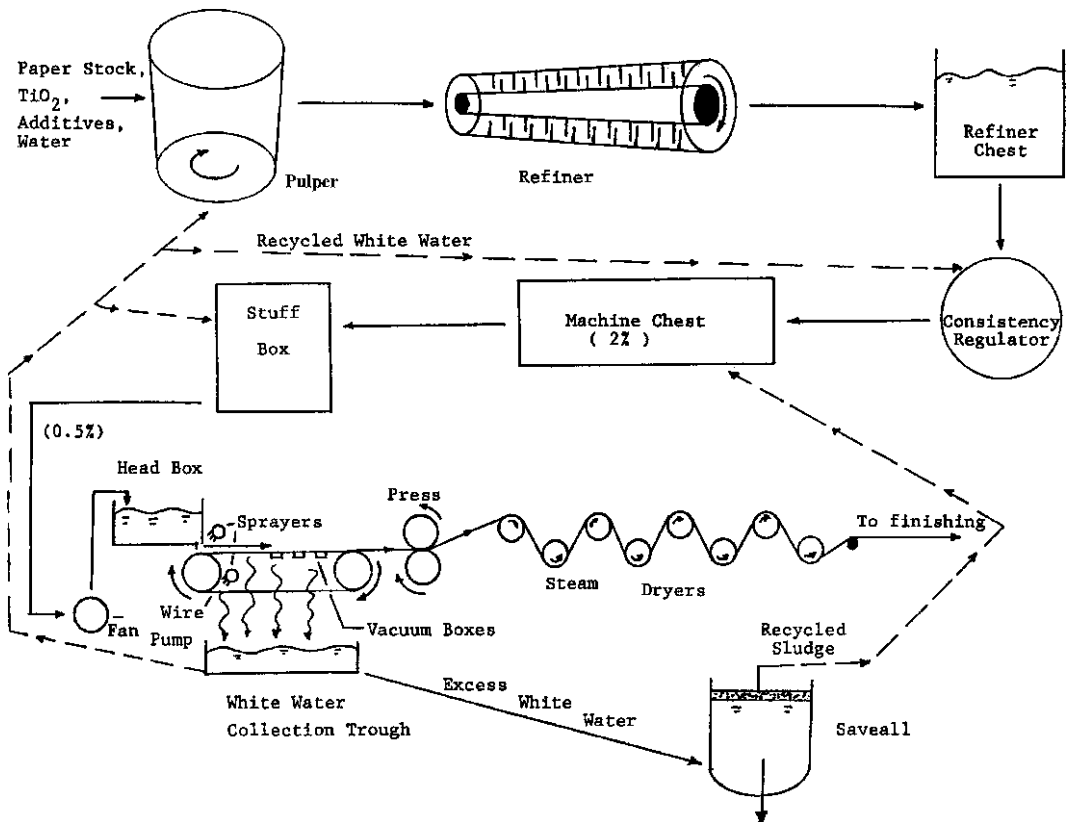 Paper Stock,
TiO2,
Additives,
Water
Pulper
Refiner
Refiner
Chest
Recycled White Water
Stuff
Box
Machine Chest
( 2% )
Consistency
Regulator
(0.5%)
Head Box
Sprayers
Press
To finishing
Steam
Dryers
Wire
Fan
Pump
Vacuum Boxes
Recycled
Sludge
White Water
Collection Trough
Excess
White
Water
Saveall